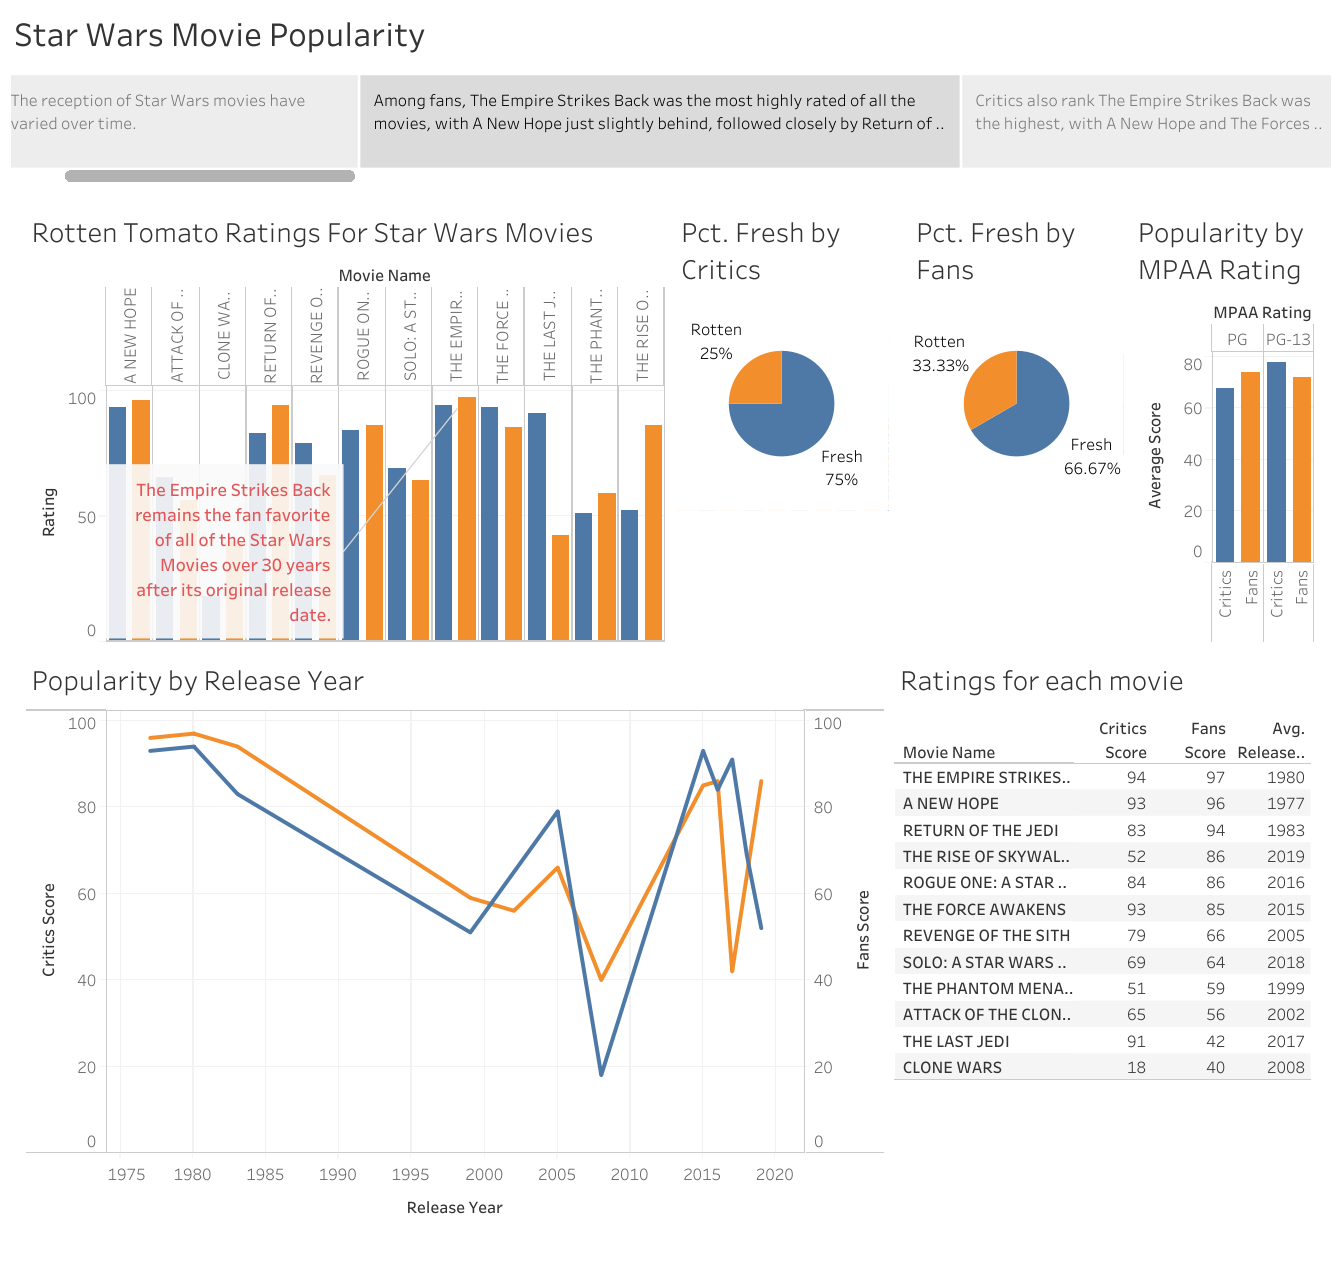 Star Wars Movie Popularity
The reception of Star Wars movies have
varied over time.
Among fans, The Empire Strikes Back was the most highly rated of all the
movies, with A New Hope just slightly behind, followed closely by Return of ..
Critics also rank The Empire Strikes Back was
the highest, with A New Hope and The Forces ..
Rotten Tomato Ratings For Star Wars Movies
Movie Name
A NEW HOPE
ATTACK OF ..
CLONE WA..
RETURN OF..
REVENGE O..
ROGUE ON..
SOLO: A ST..
THE EMPIR..
THE FORCE ..
THE LAST J..
THE PHANT..
THE RISE O..
100
50
0
Rating
The Empire Strikes Back
remains the fan favorite
of all of the Star Wars
Movies over 30 years
after its original release
date.
Pct. Fresh by
Critics
Rotten
25%
Fresh
75%
Pct. Fresh by
Fans
Rotten
33.33%
Fresh
66.67%
Popularity by
MPAA Rating
MPAA Rating
PG PG-13
80
60
40
20
0
Average Score
Critics
Fans
Critics
Fans
Popularity by Release Year
100
80
60
40
20
0
Critics Score
100
80
60
40
20
0
Fans Score
1975 1980 1985 1990 1995 2000 2005 2010 2015 2020
Release Year
Ratings for each movie
Critics Fans Avg.
Movie Name Score Score Release..
THE EMPIRE STRIKES.. 94 97 1980
A NEW HOPE 93 96 1977
RETURN OF THE JEDI 83 94 1983
THE RISE OF SKYWAL.. 52 86 2019
ROGUE ONE: A STAR .. 84 86 2016
THE FORCE AWAKENS 93 85 2015
REVENGE OF THE SITH 79 66 2005
SOLO: A STAR WARS .. 69 64 2018
THE PHANTOM MENA.. 51 59 1999
ATTACK OF THE CLON.. 65 56 2002
THE LAST JEDI 91 42 2017
CLONE WARS 18 40 2008